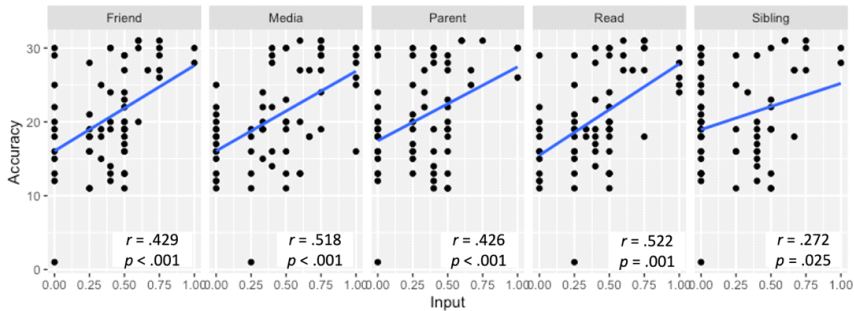 Friend Media Parent Read Sibling
30
20
10
0
Accuracy
r = .429 r = .518 r = .426 r = .522 r = .272
p < .001 p < .001 p < .001 p = .001 p = .025
0.00 0.25 0.50 0.75 1.00 0.00 0.25 0.50 0.75 1.00 0.00 0.25 0.50 0.75 1.00 0.00 0.25 0.50 0.75 1.00 0.00 0.25 0.50 0.75 1.00
Input